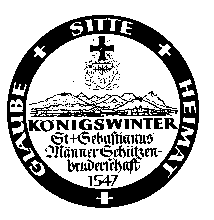 GLAUBE + SITTE + HEIMAT +
KÖNIGSWINTER
St + Sebastianus
Männer Schützen-
bruderschaft
1547